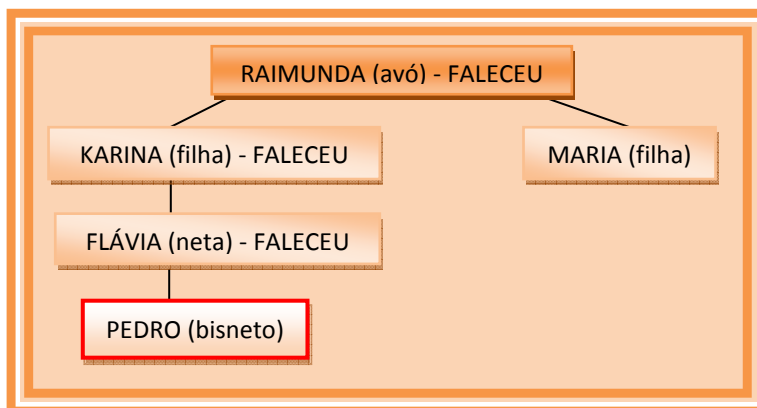 RAIMUNDA (avó) - FALECEU
KARINA (filha) - FALECEU
MARIA (filha)
FLÁVIA (neta) - FALECEU
PEDRO (bisneto)